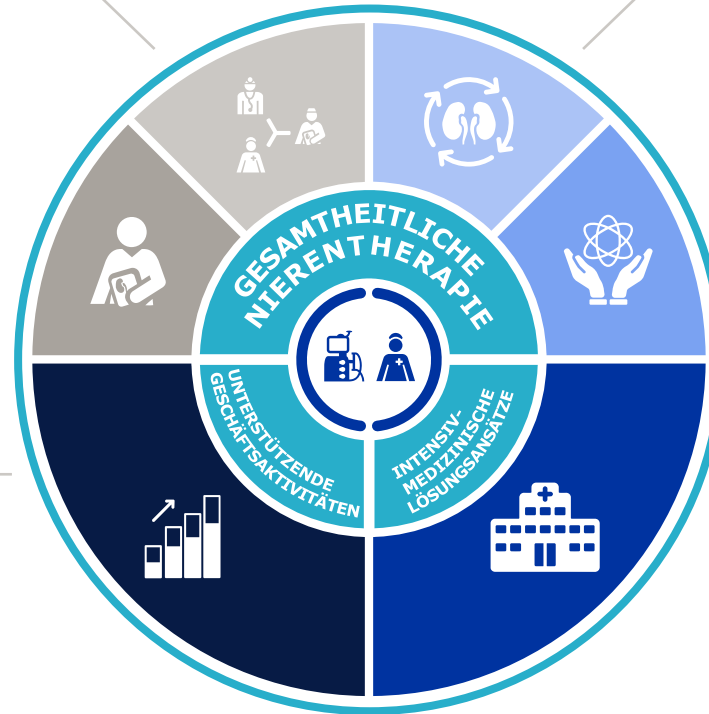 GESAMTHEITLICHE
NIERENTHERAPIE
UNTERSTÜTZENDE
GESCHÄFTSAKTIVITÄTEN
INTENSIV-
MEDIZINISCHE
LÖSUNGSANSÄTZE